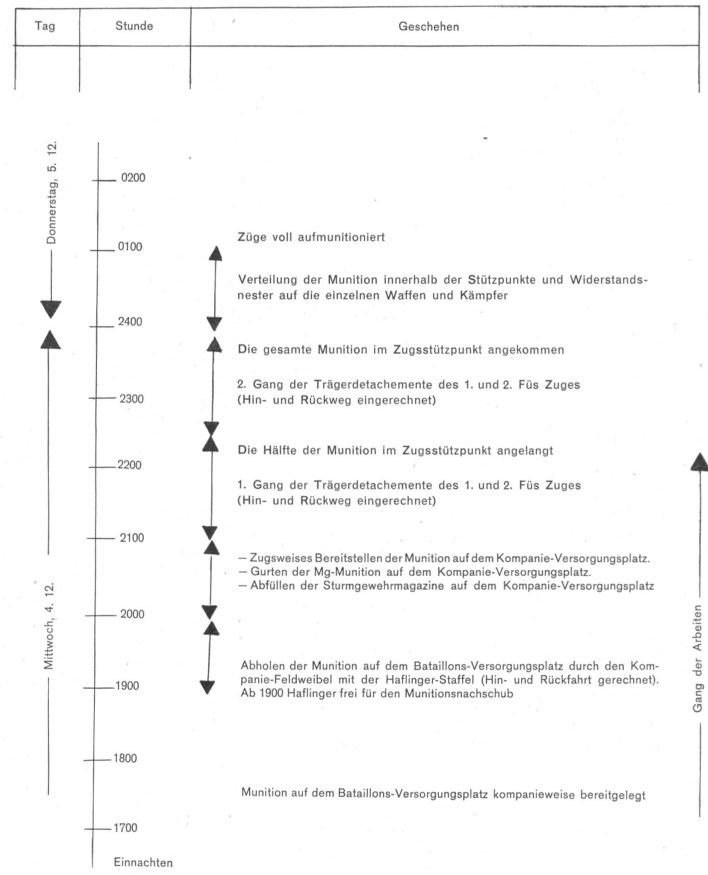 Tag
Stunde
Geschehen
Donnerstag, 5. 12.
0200
Züge voll aufmunitioniert
0100
Verteilung der Munition innerhalb der Stützpunkte und Widerstands-
nester auf die einzelnen Waffen und Kämpfer
2400
Die gesamte Munition im Zugsstützpunkt angekommen
2. Gang der Trägerdetachemente des 1. und 2. Füs Zuges
(Hin- und Rückweg eingerechnet)
2300
Die Hälfte der Munition im Zugsstützpunkt angelangt
2200
1. Gang der Trägerdetachemente des 1. und 2. Füs Zuges
(Hin- und Rückweg eingerechnet)
2100
— Zugsweises Bereitstellen der Munition auf dem Kompanie-Versorgungsplatz.
— Gurten der Mg-Munition auf dem Kompanie-Versorgungsplatz.
— Abfüllen der Sturmgewehrmagazine auf dem Kompanie-Versorgungsplatz
Mittwoch, 4. 12.
2000
Gang der Arbeiten
Abholen der Munition auf dem Bataillons-Versorgungsplatz durch den Kom-
panie-Feldweibel mit der Haflinger-Staffel (Hin- und Rückfahrt gerechnet).
Ab 1900 Haflinger frei für den Munitionsnachschub
1900
1800
Munition auf dem Bataillons-Versorgungsplatz kompanieweise bereitgelegt
1700
Einnachten